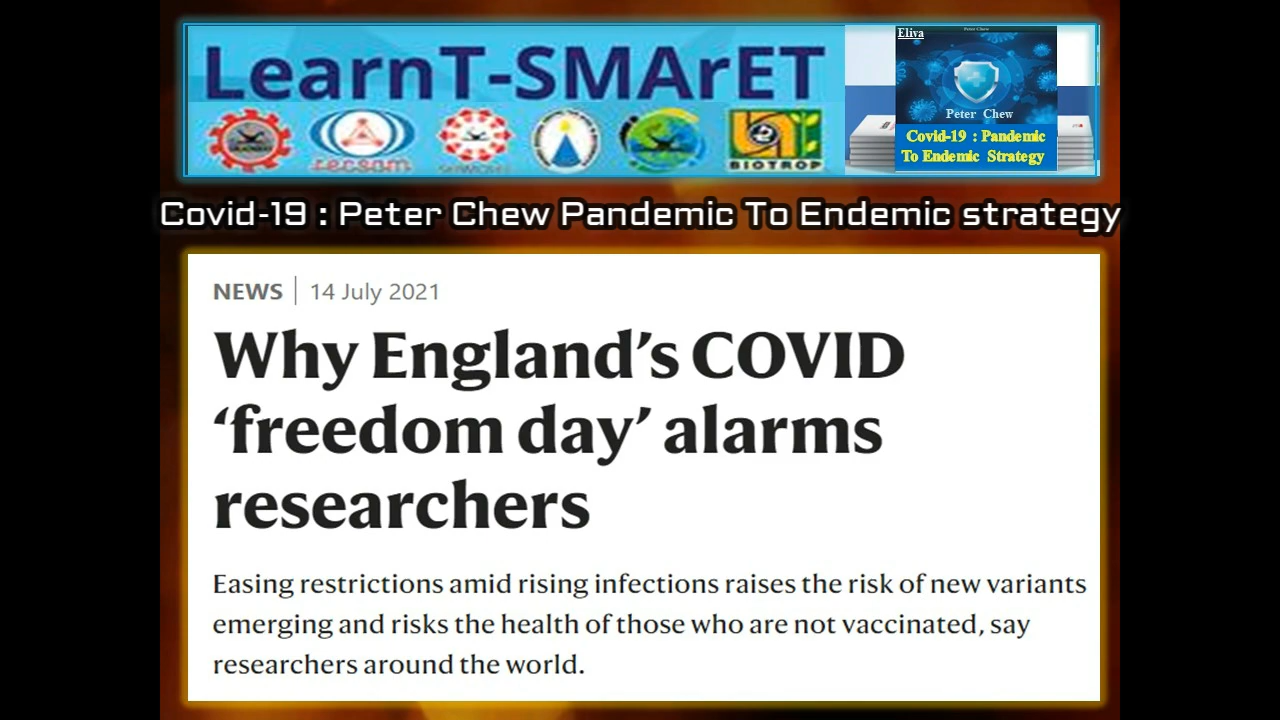 LearnT-SMArET
recsam
BIOTROP
Eliva
Peter Chew
Peter Chew
Covid-19 : Pandemic
To Endemic Strategy
Covid-19 : Peter Chew Pandemic To Endemic strategy
NEWS | 14 July 2021
Why England’s COVID
‘freedom day’ alarms
researchers
Easing restrictions amid rising infections raises the risk of new variants
emerging and risks the health of those who are not vaccinated, say
researchers around the world.